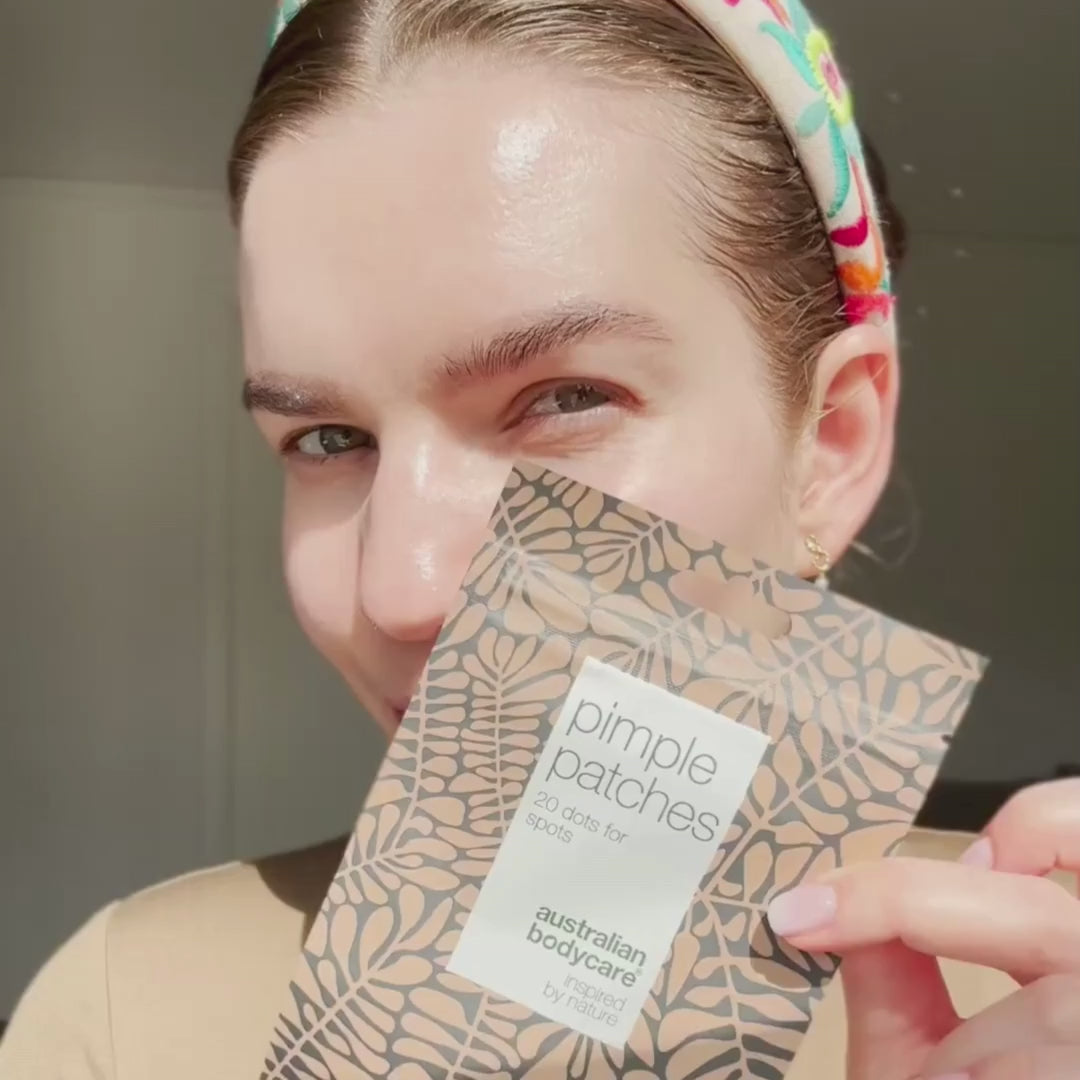 pimple
patches
20 dots for
spots
australian
bodycare®
inspired
by nature